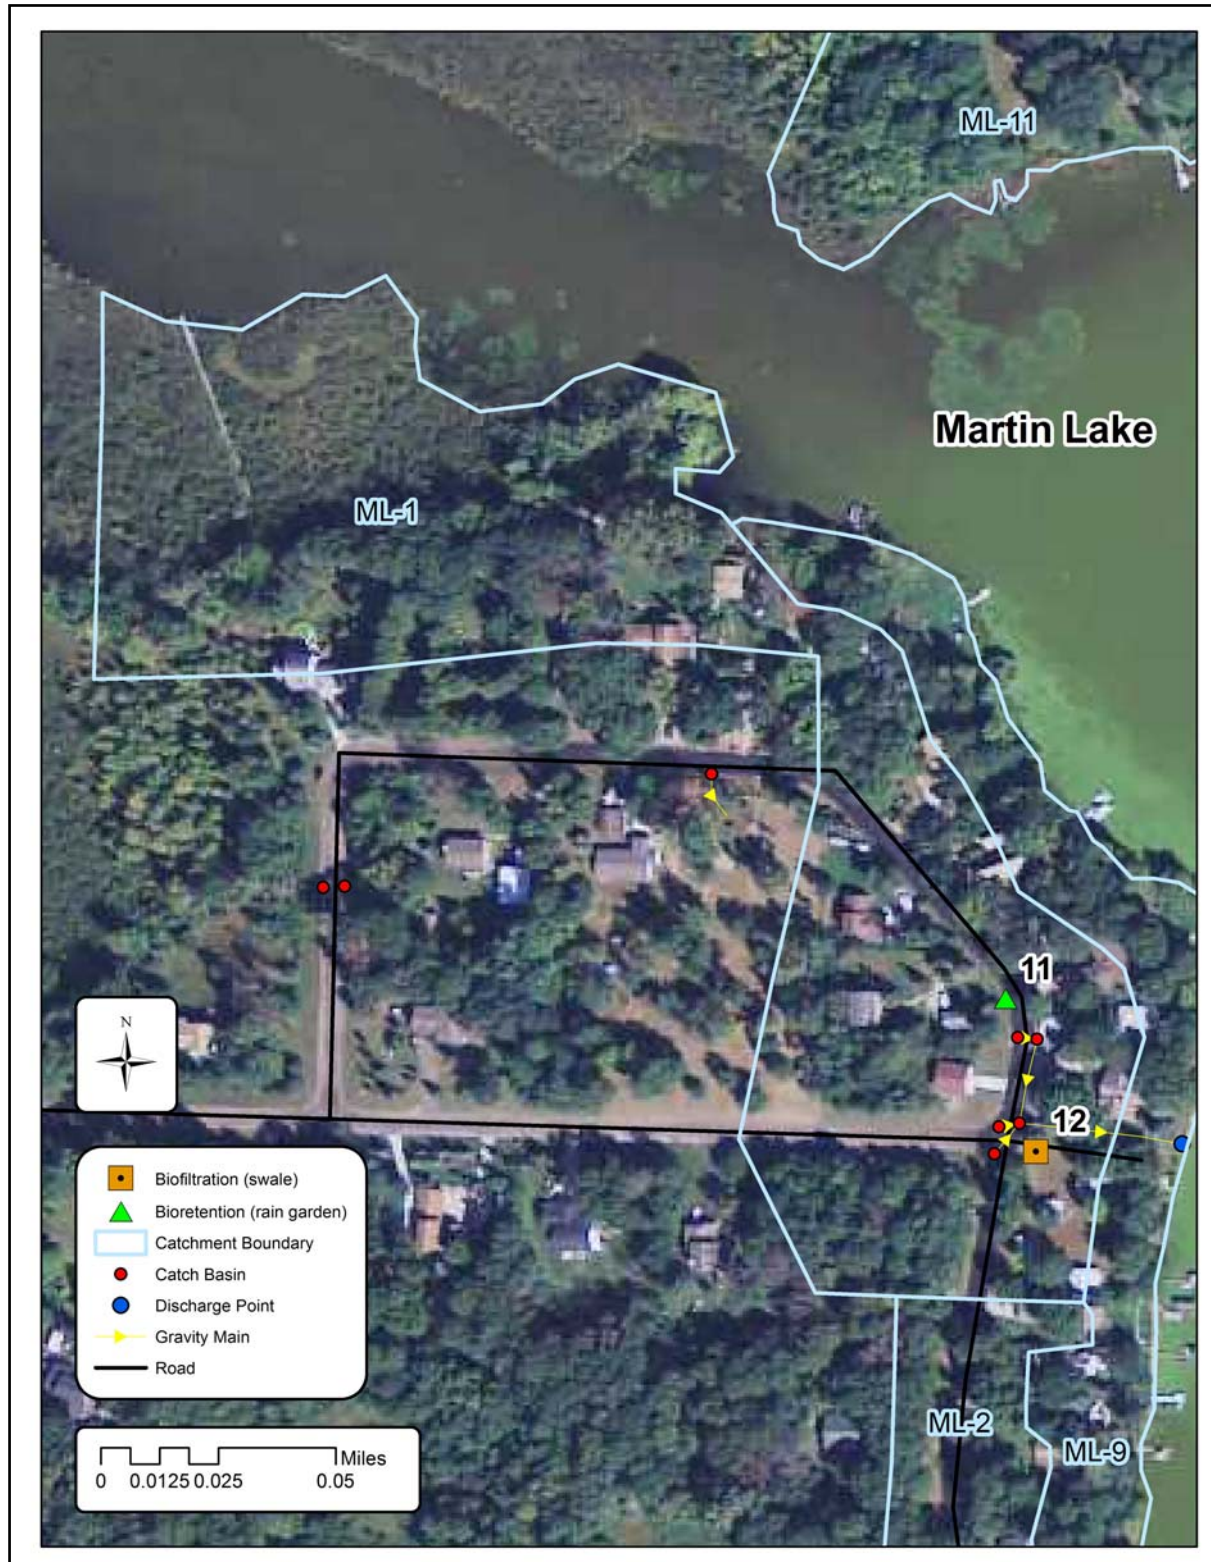 ML-11
Martin Lake
ML-1
11
N
12
Biofiltration (swale)
Bioretention (rain garden)
Catchment Boundary
Catch Basin
Discharge Point
Gravity Main
Road
ML-2
ML-9
Miles
0 0.0125 0.025 0.05